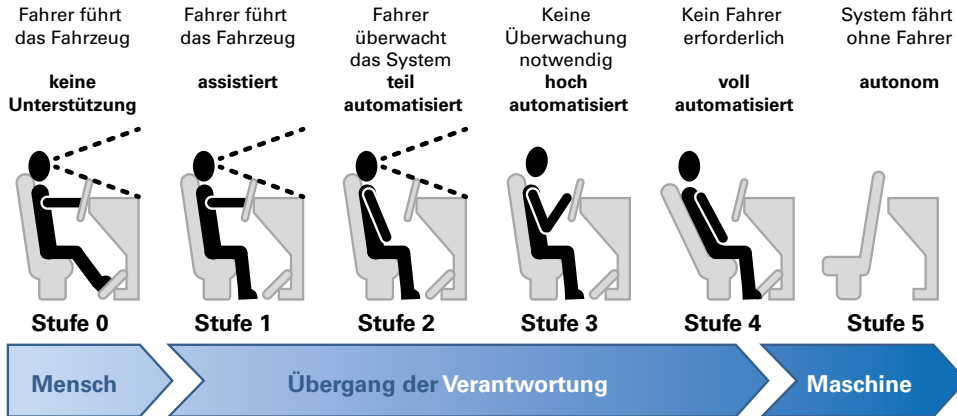 Fahrer führt
das Fahrzeug
keine
Unterstützung
Fahrer führt
das Fahrzeug
assistiert
Fahrer
überwacht
das System
teil
automatisiert
Keine
Überwachung
notwendig
hoch
automatisiert
Kein Fahrer
erforderlich
voll
automatisiert
System fährt
ohne Fahrer
autonom
Stufe 0
Stufe 1
Stufe 2
Stufe 3
Stufe 4
Stufe 5
Mensch
Übergang der Verantwortung
Maschine